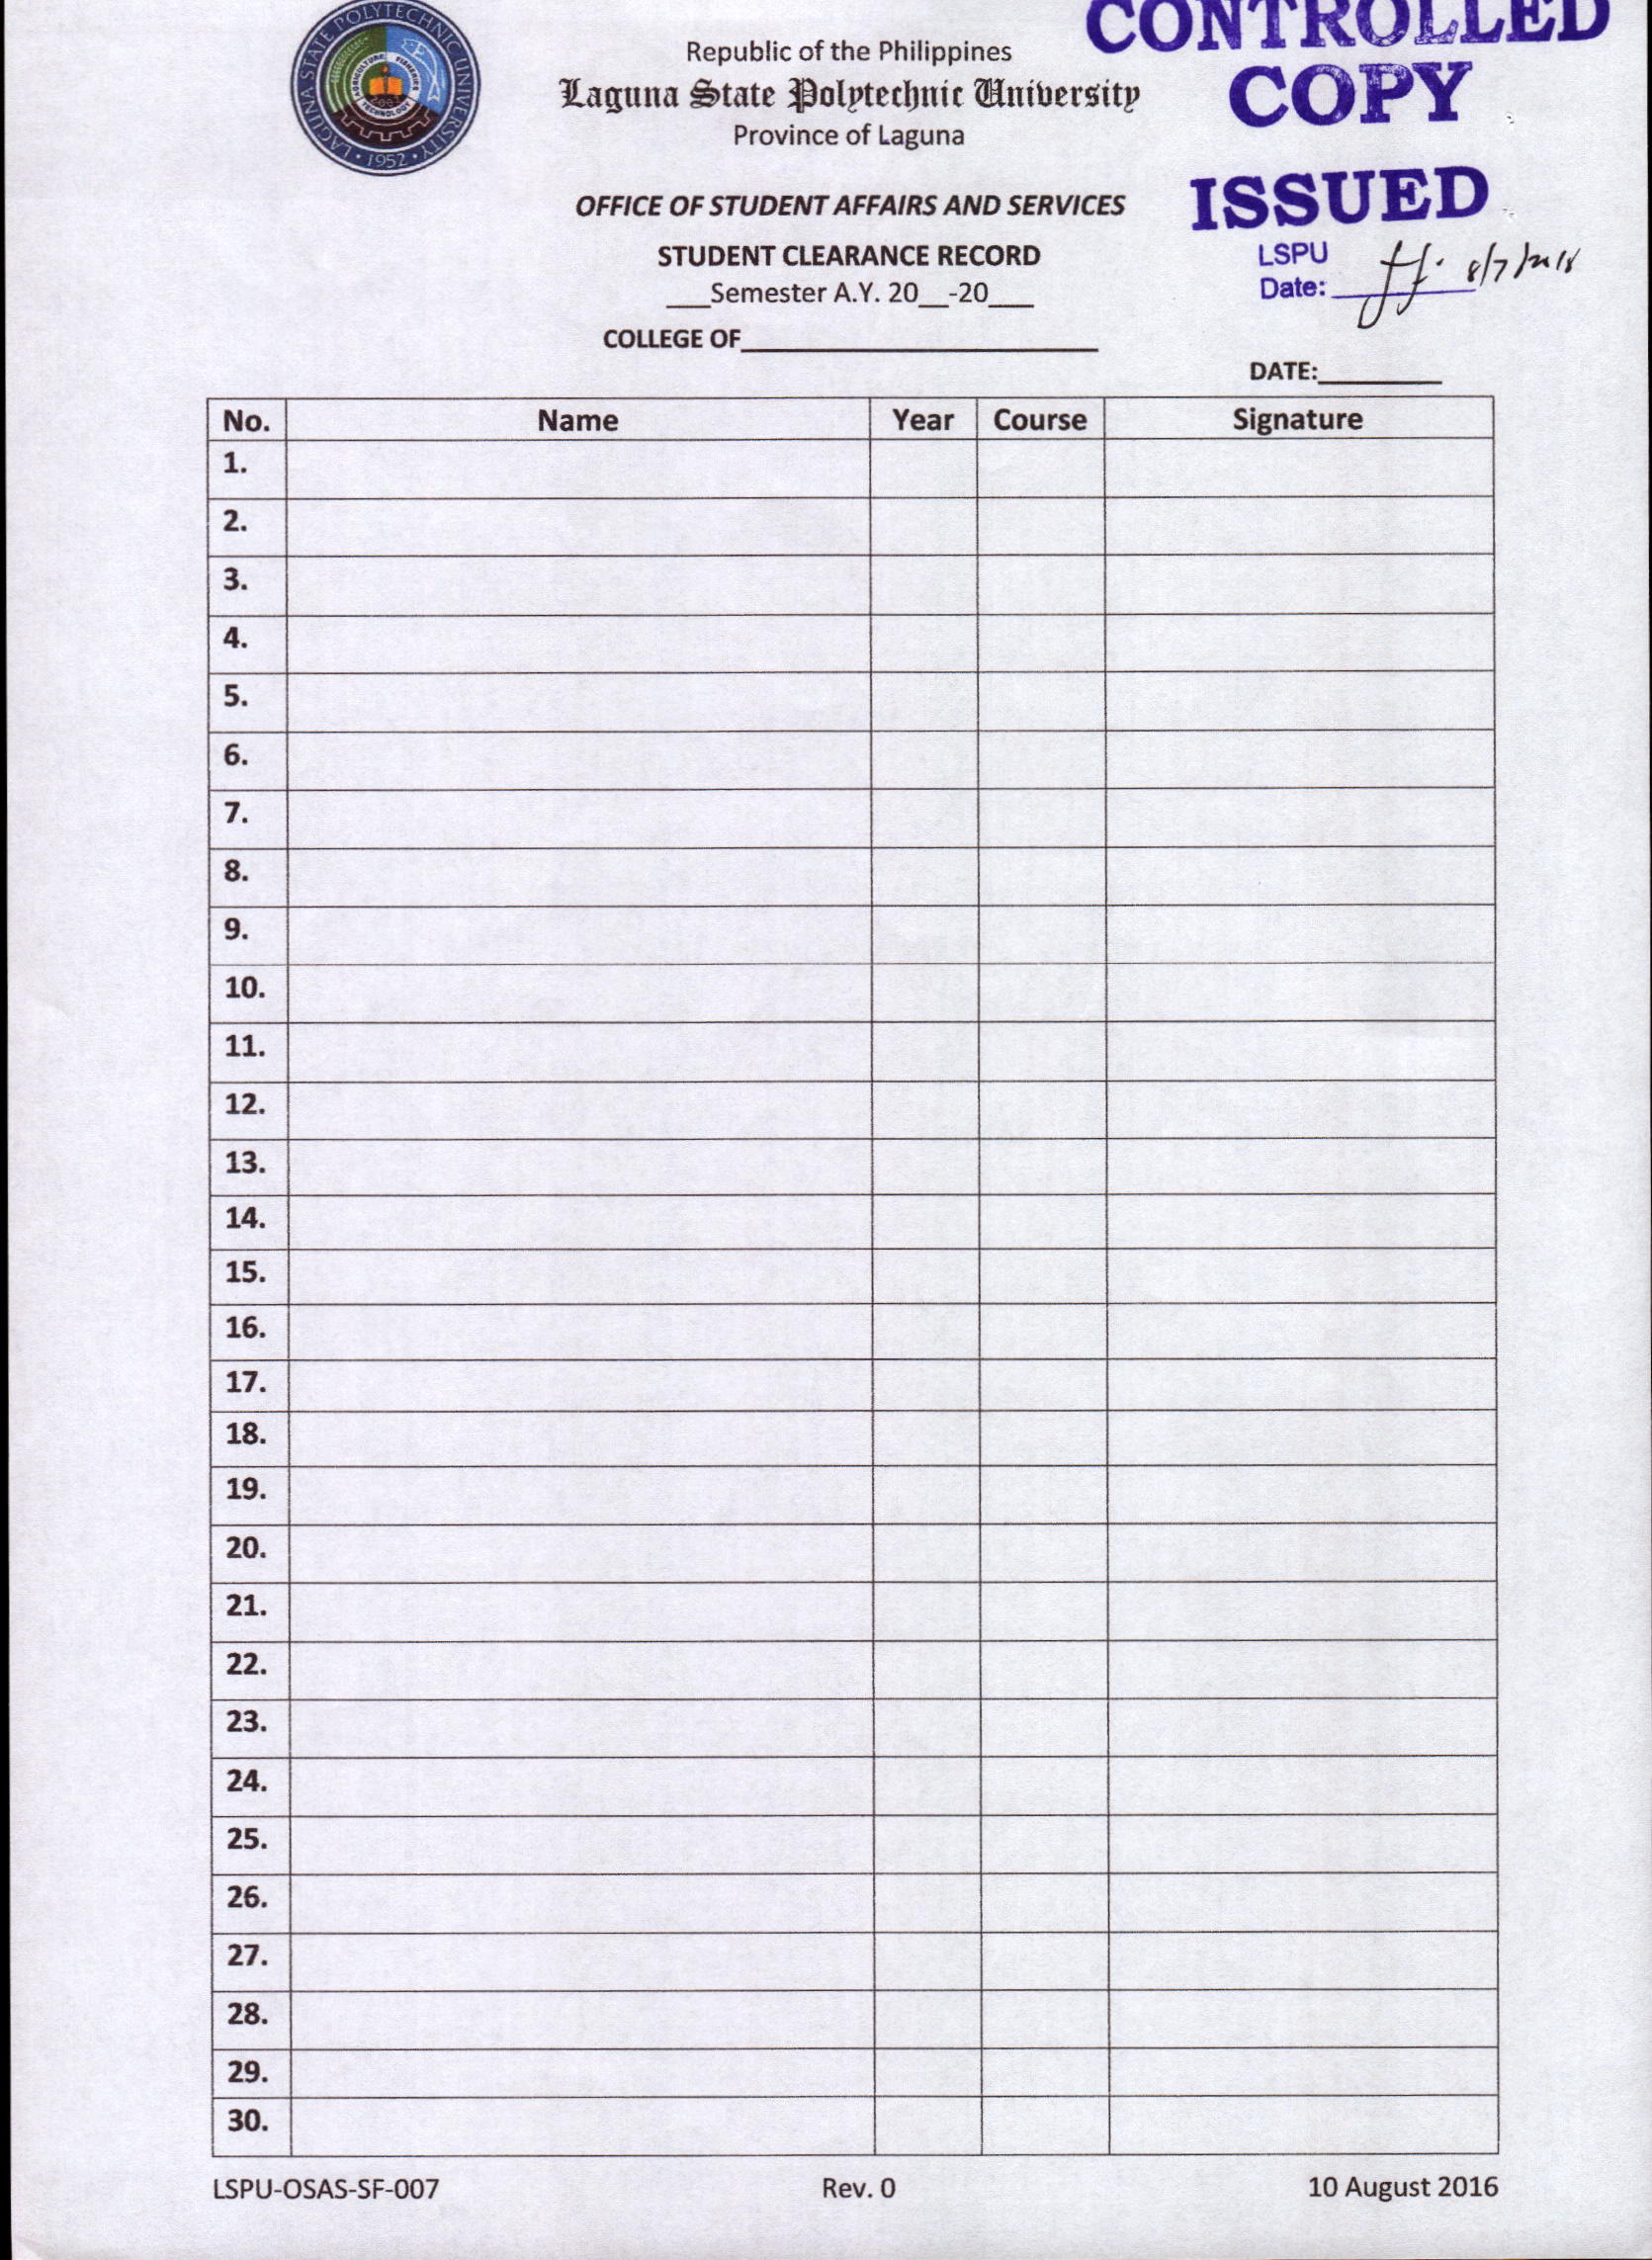 LAGUNA STATE POLYTECHNIC UNIVERSITY
AGRICULTURE FISHERIES
TECHNOLOGY
• 1952 •
Republic of the Philippines
Laguna State Polytechnic University
Province of Laguna
CONTROLLED
COPY
ISSUED
LSPU
Date: 8/7/2018
OFFICE OF STUDENT AFFAIRS AND SERVICES
STUDENT CLEARANCE RECORD
___Semester A.Y. 20__-20___
COLLEGE OF__________________________
DATE:_________
No. Name Year Course Signature
1.
2.
3.
4.
5.
6.
7.
8.
9.
10.
11.
12.
13.
14.
15.
16.
17.
18.
19.
20.
21.
22.
23.
24.
25.
26.
27.
28.
29.
30.
LSPU-OSAS-SF-007 Rev. 0 10 August 2016